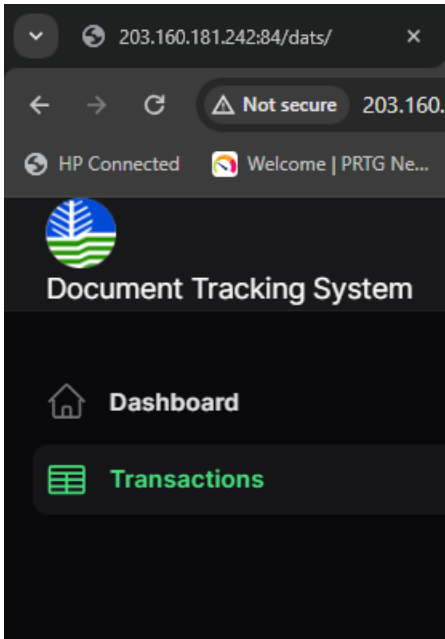 203.160.181.242:84/dats/
Not secure 203.160.
HP Connected Welcome | PRTG Ne...
Document Tracking System
Dashboard
Transactions